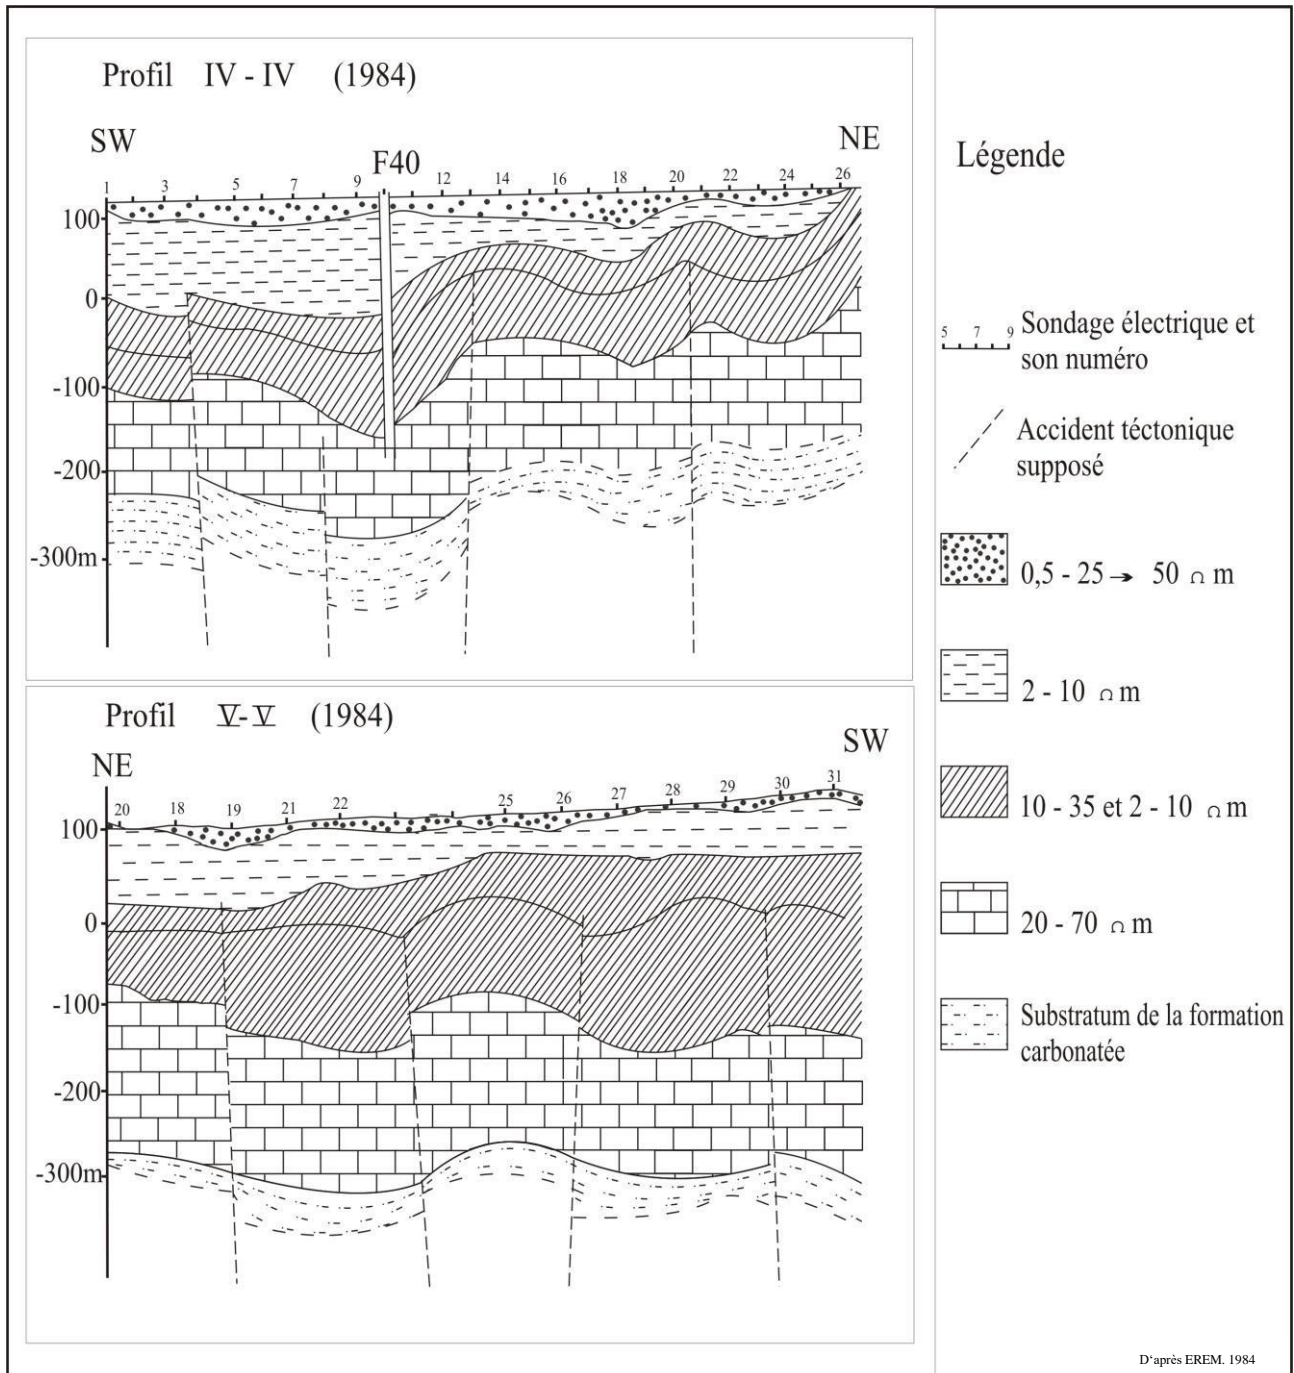 Profil IV - IV (1984)
SW
NE
F40
1 3 5 7 9 12 14 16 18 20 22 24 26
100
0
-100
-200
-300m
Profil V-V (1984)
NE
SW
20 18 19 21 22 25 26 27 28 29 30 31
100
0
-100
-200
-300m
Légende
5 7 9
Sondage électrique et
son numéro
Accident téctonique
supposé
0,5 - 25 → 50 ∩ m
2 - 10 ∩ m
10 - 35 et 2 - 10 ∩ m
20 - 70 ∩ m
Substratum de la formation
carbonatée
D'après EREM. 1984